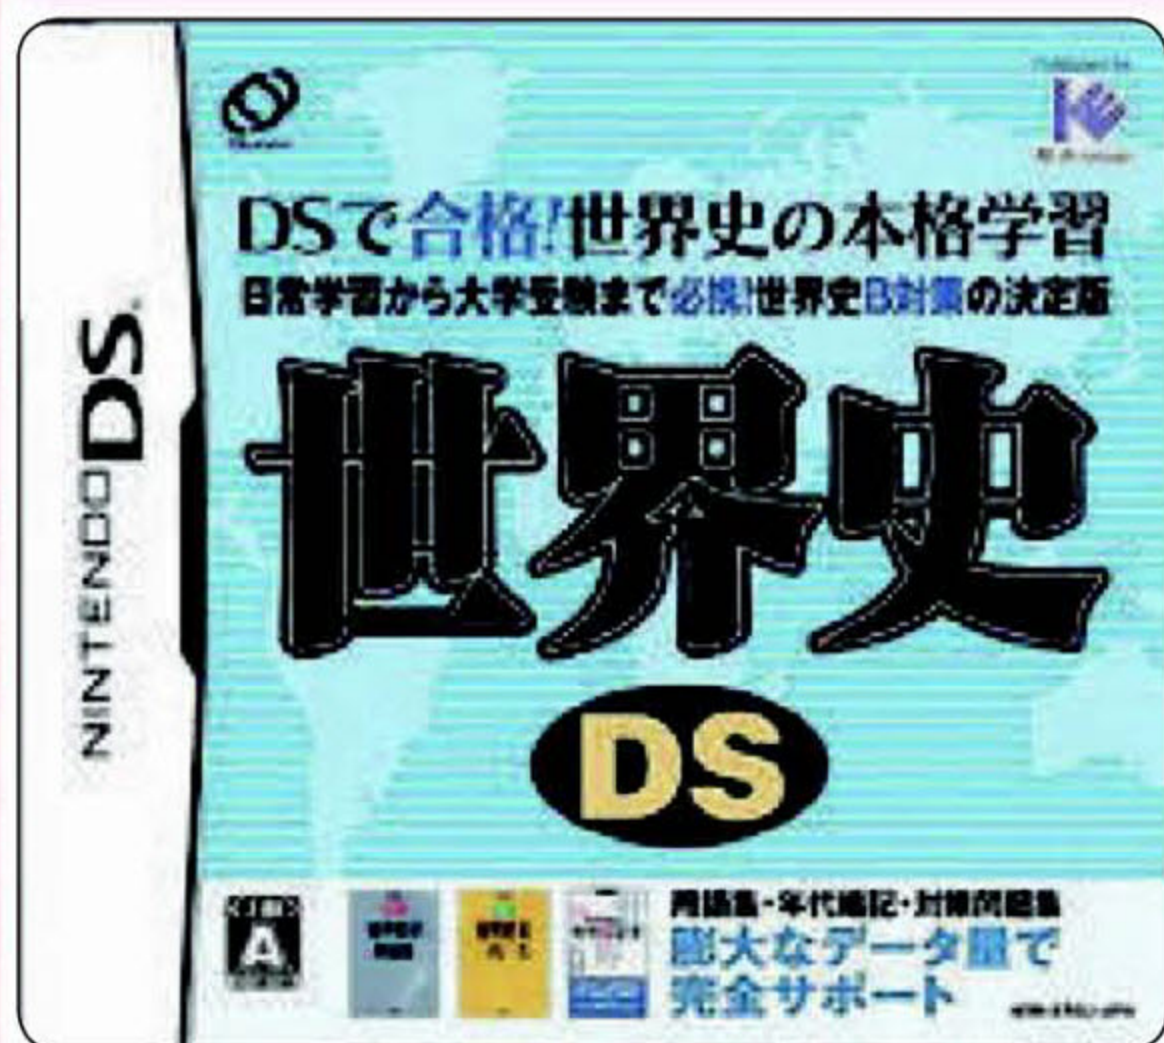 NINTENDO DS
DSで合格!世界史の本格学習
日常学習から大学受験まで必携!世界史B対策の決定版
世界史
DS
A
用語集・年代暗記・対策問題集
膨大なデータ量で
完全サポート